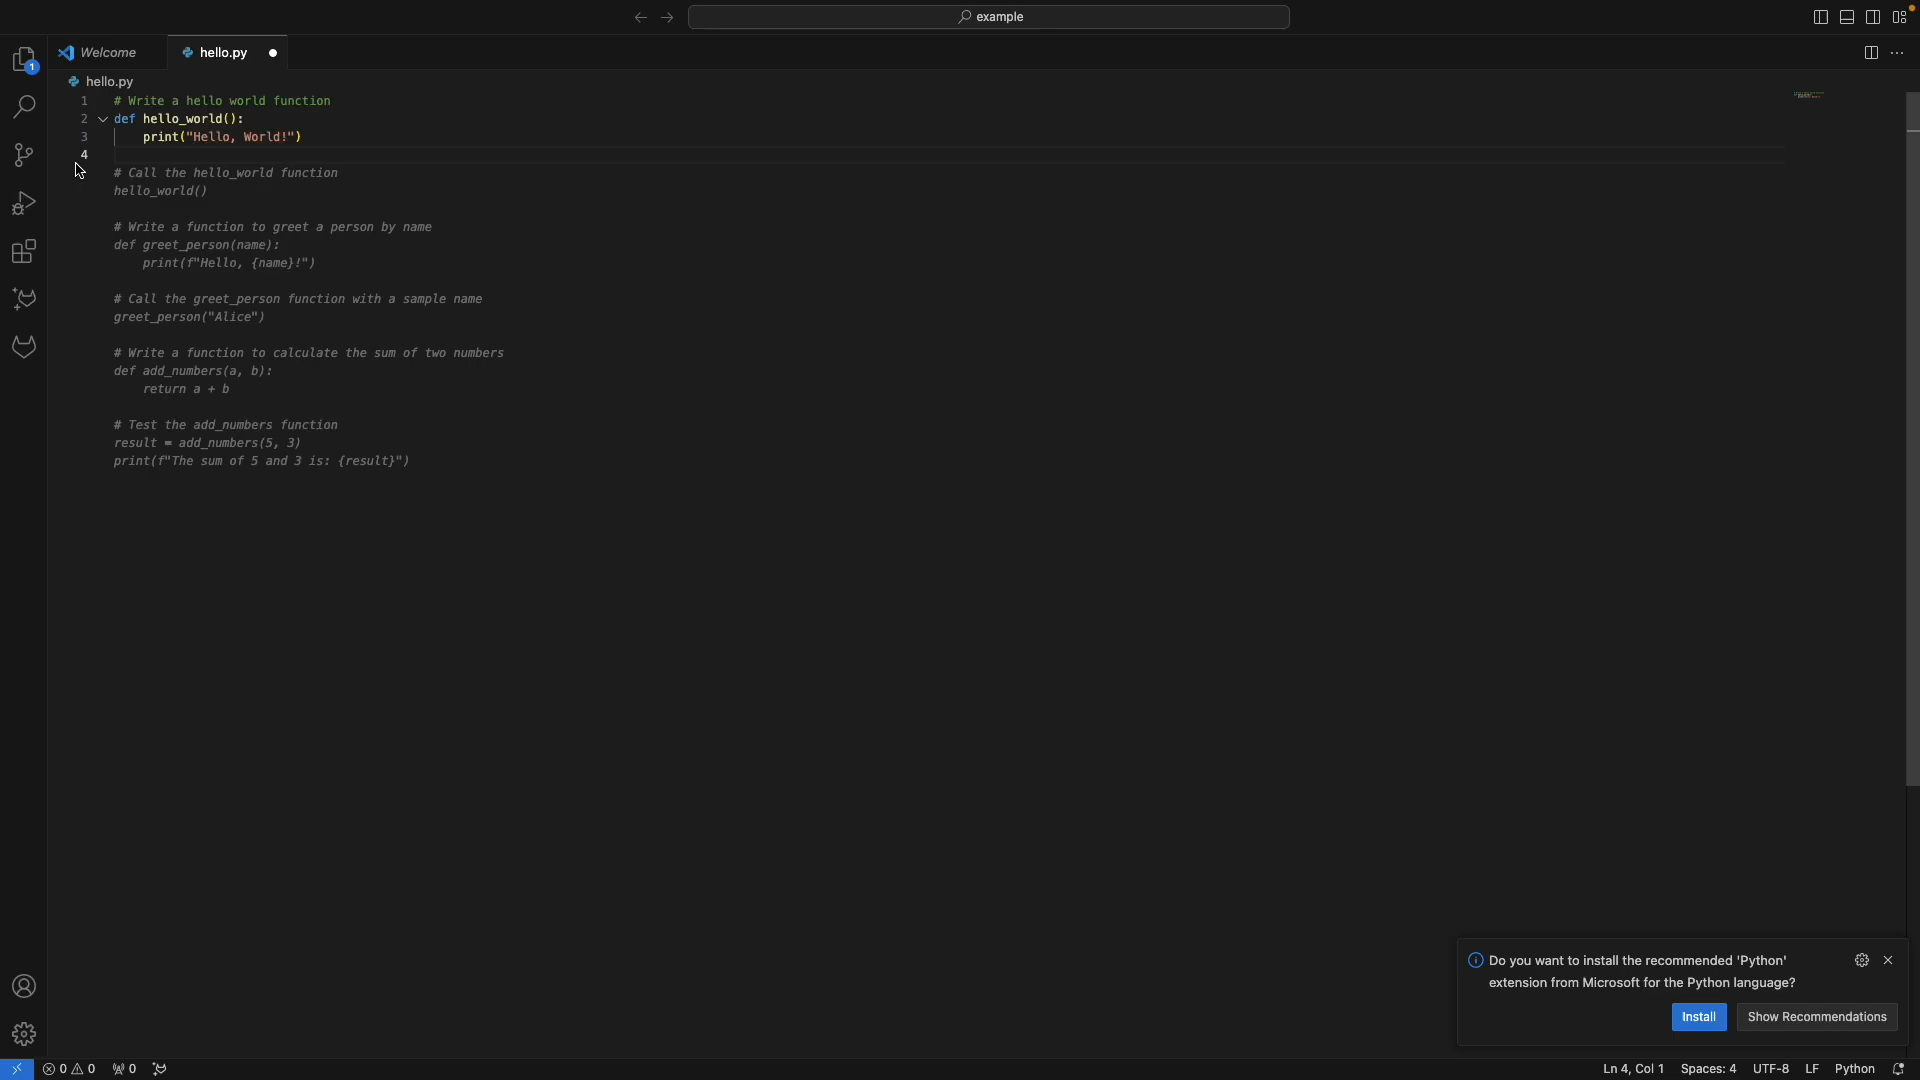 example
Welcome
hello.py
1
hello.py
1 # Write a hello world function
2 def hello_world():
3     print("Hello, World!")
4
# Call the hello_world function
hello_world()
# Write a function to greet a person by name
def greet_person(name):
    print(f"Hello, {name}!")
# Call the greet_person function with a sample name
greet_person("Alice")
# Write a function to calculate the sum of two numbers
def add_numbers(a, b):
    return a + b
# Test the add_numbers function
result = add_numbers(5, 3)
print(f"The sum of 5 and 3 is: {result}")
Do you want to install the recommended 'Python'
extension from Microsoft for the Python language?
Install Show Recommendations
0 0 0 Ln 4, Col 1 Spaces: 4 UTF-8 LF Python